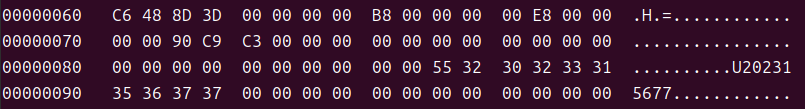 00000060 C6 48 8D 3D 00 00 00 00 B8 00 00 00 00 E8 00 00 .H.=............
00000070 00 00 90 C9 C3 00 00 00 00 00 00 00 00 00 00 00 ................
00000080 00 00 00 00 00 00 00 00 00 55 32 30 32 33 31 ..........U20231
00000090 35 36 37 37 00 00 00 00 00 00 00 00 00 00 00 00 5677............